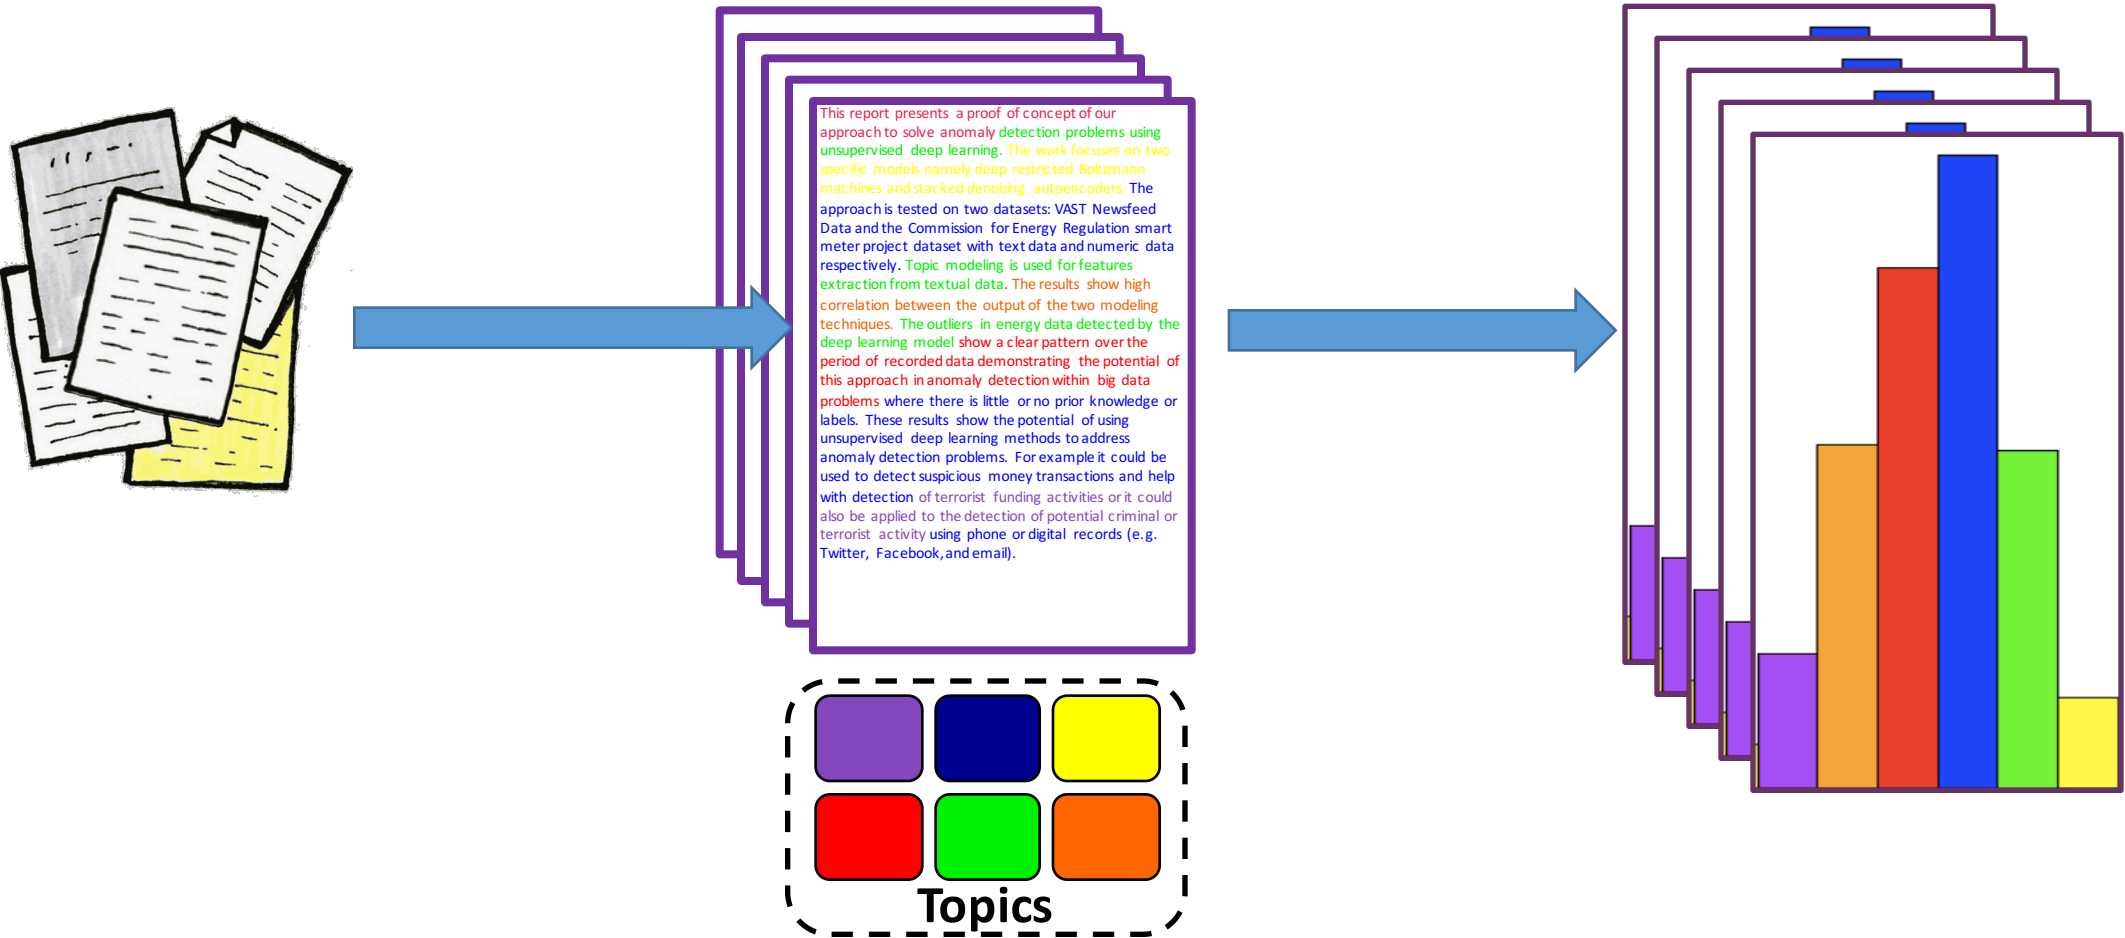 This report presents a proof of concept of our
approach to solve anomaly detection problems using
unsupervised deep learning. The work focuses on two
specific models namely deep restricted Boltzmann
machines and stacked denoising autoencoders. The
approach is tested on two datasets: VAST Newsfeed
Data and the Commission for Energy Regulation smart
meter project dataset with text data and numeric data
respectively. Topic modeling is used for features
extraction from textual data. The results show high
correlation between the output of the two modeling
techniques. The outliers in energy data detected by the
deep learning model show a clear pattern over the
period of recorded data demonstrating the potential of
this approach in anomaly detection within big data
problems where there is little or no prior knowledge or
labels. These results show the potential of using
unsupervised deep learning methods to address
anomaly detection problems. For example it could be
used to detect suspicious money transactions and help
with detection of terrorist funding activities or it could
also be applied to the detection of potential criminal or
terrorist activity using phone or digital records (e.g.
Twitter, Facebook, and email).
Topics